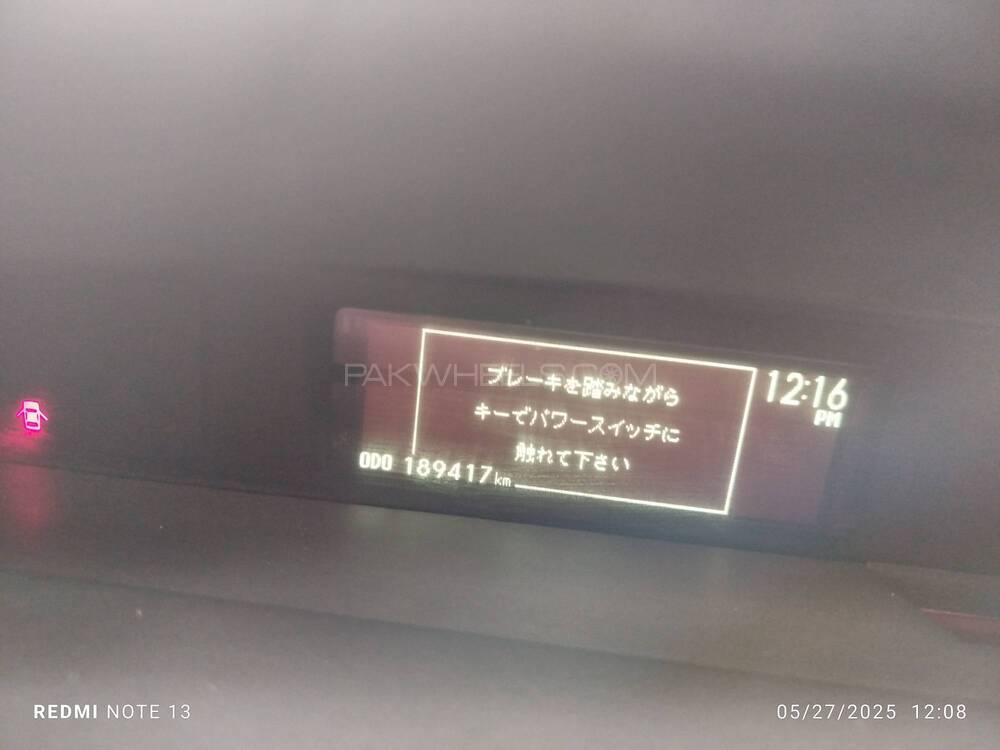 PAKWHEELS.COM
ブレーキを踏みながら
キーでパワースイッチに
触れて下さい
12:16
PM
ODO 189417km
REDMI NOTE 13
05/27/2025 12:08